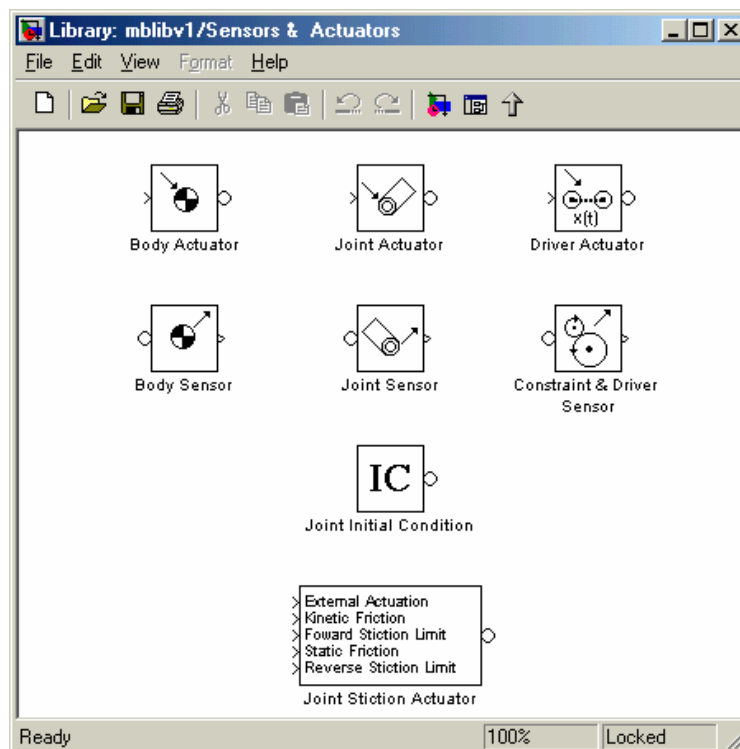 Library: mblibv1/Sensors & Actuators
File Edit View Format Help
x(t)
Body Actuator Joint Actuator Driver Actuator
Body Sensor Joint Sensor Constraint & Driver
Sensor
IC
Joint Initial Condition
External Actuation
Kinetic Friction
Foward Stiction Limit
Static Friction
Reverse Stiction Limit
Joint Stiction Actuator
Ready 100% Locked